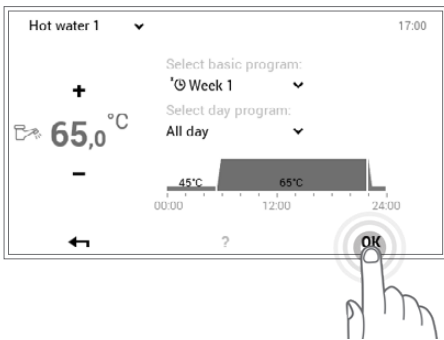 Hot water 1
17:00
Select basic program:
Week 1
Select day program:
All day
+
65,0 °C
−
45°C
65°C
00:00
12:00
24:00
?
OK